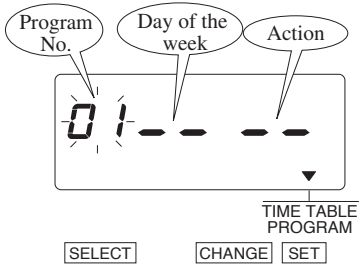 Program
No.
Day of the
week
Action
01 -- --
TIME TABLE
PROGRAM
SELECT CHANGE SET